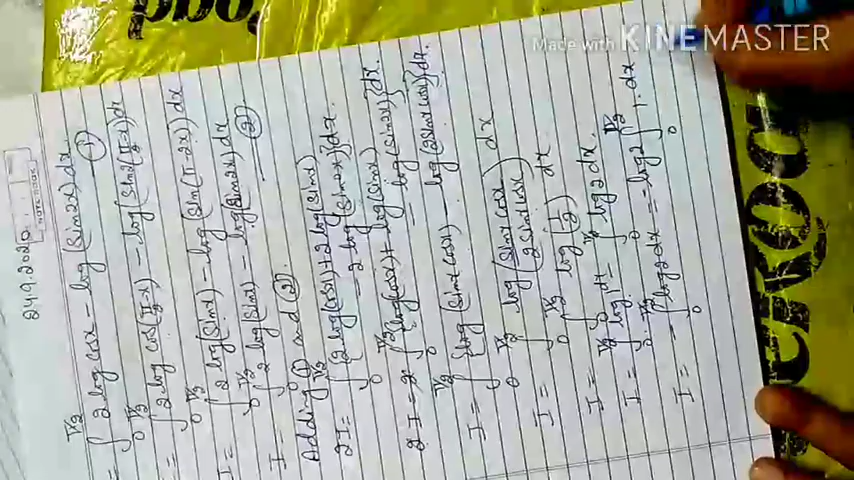 Made with KINEMASTER
24.9.2020
= ∫₀^{π/2} 2 log cosx - log(Sin2x) dx ①
= ∫₀^{π/2} 2 log cos(π/2-x) - log(Sin2(π/2-x)) dx
I = ∫₀^{π/2} 2 log(Sinx) - log(Sin(π-2x)) dx
I = ∫₀^{π/2} 2 log(Sinx) - log(Sin2x) dx ②
Adding ① and ②
2I = ∫₀^{π/2} {2 log(cosx) + 2 log(Sinx)
- 2 log(Sin2x)} dx.
2I = 2 ∫₀^{π/2} {log(cosx) + log(Sinx)
- log(Sin2x)} dx.
I = ∫₀^{π/2} {log(Sinx cosx) - log(2Sinx cosx)} dx.
I = ∫₀^{π/2} log(Sinx cosx / 2Sinx cosx) dx
I = ∫₀^{π/2} log(1/2) dx
I = ∫₀^{π/2} log1 dx - ∫₀^{π/2} log2 dx.
I = - ∫₀^{π/2} log2 dx = - log2 ∫₀^{π/2} 1. dx